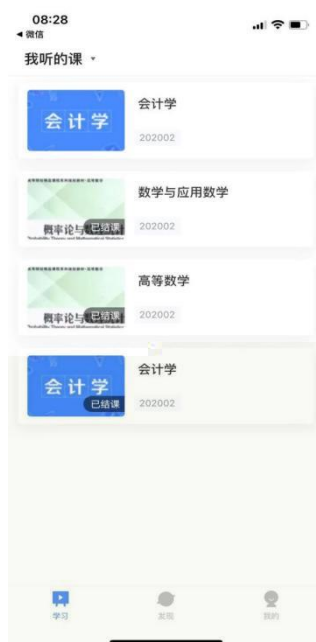 08:28
◀ 微信
我听的课
会计学
会计学
202002
数学与应用数学
概率论与
已结课
202002
高等数学
概率论与
已结课
202002
会计学
会计学
已结课
202002
学习
发现
我的